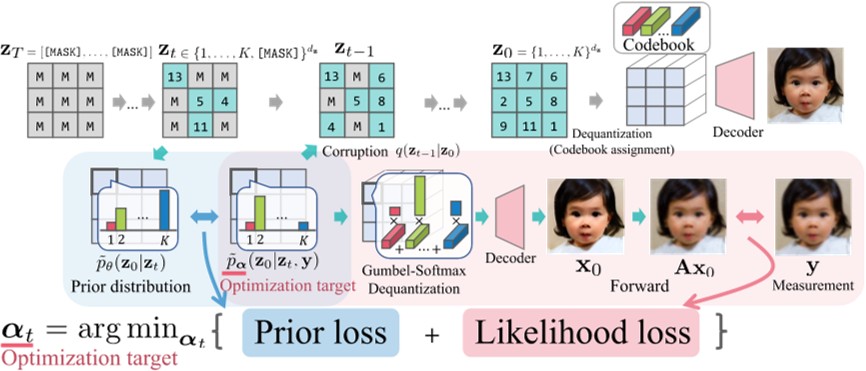 Codebook
z_T = [[MASK],...,[MASK]] z_t ∈ {1,...,K,[MASK]}^{d_z} z_{t−1} z_0 = {1,...,K}^{d_z}
M M M 13 M M 13 M 6 13 7 6
M M M ... M 5 4 M 5 8 ... 2 5 8
M M M M 11 M 4 M 1 9 11 1
Decoder
Dequantization
(Codebook assignment)
Corruption q(z_{t−1}|z_0)
1 2 ... K 1 2 ... K × × ... ×
+ ... +
Decoder
p̃_θ(z_0|z_t) p̃_α(z_0|z_t, y) Gumbel-Softmax x_0 Ax_0 y
Prior distribution Optimization target Dequantization Forward Measurement
α_t = arg min_{α_t} { Prior loss + Likelihood loss }
Optimization target